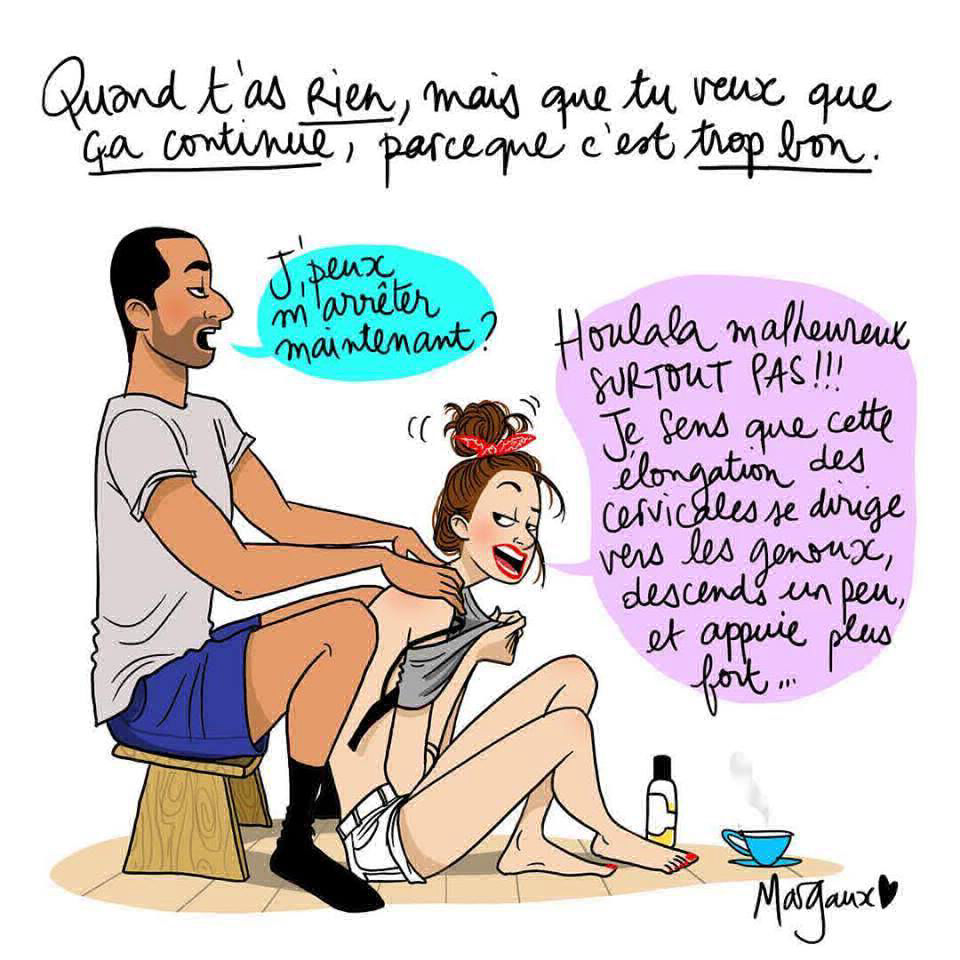 Quand t'as Rien, mais que tu veux que
ça continue, parceque c'est trop bon.
J'peux
m'arrêter
maintenant?
Houlala malheureux
SURTOUT PAS!!!
Je sens que cette
élongation des
cervicales se dirige
vers les genoux,
descends un peu,
et appuie plus
fort...
Margaux